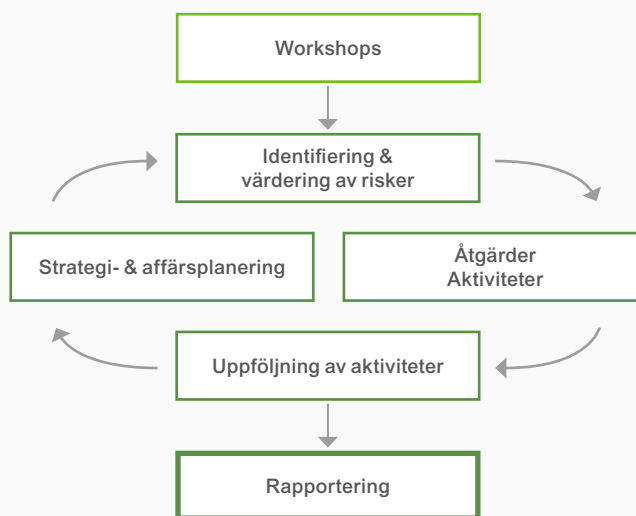 Workshops
Identifiering &
värdering av risker
Strategi- & affärsplanering
Åtgärder
Aktiviteter
Uppföljning av aktiviteter
Rapportering